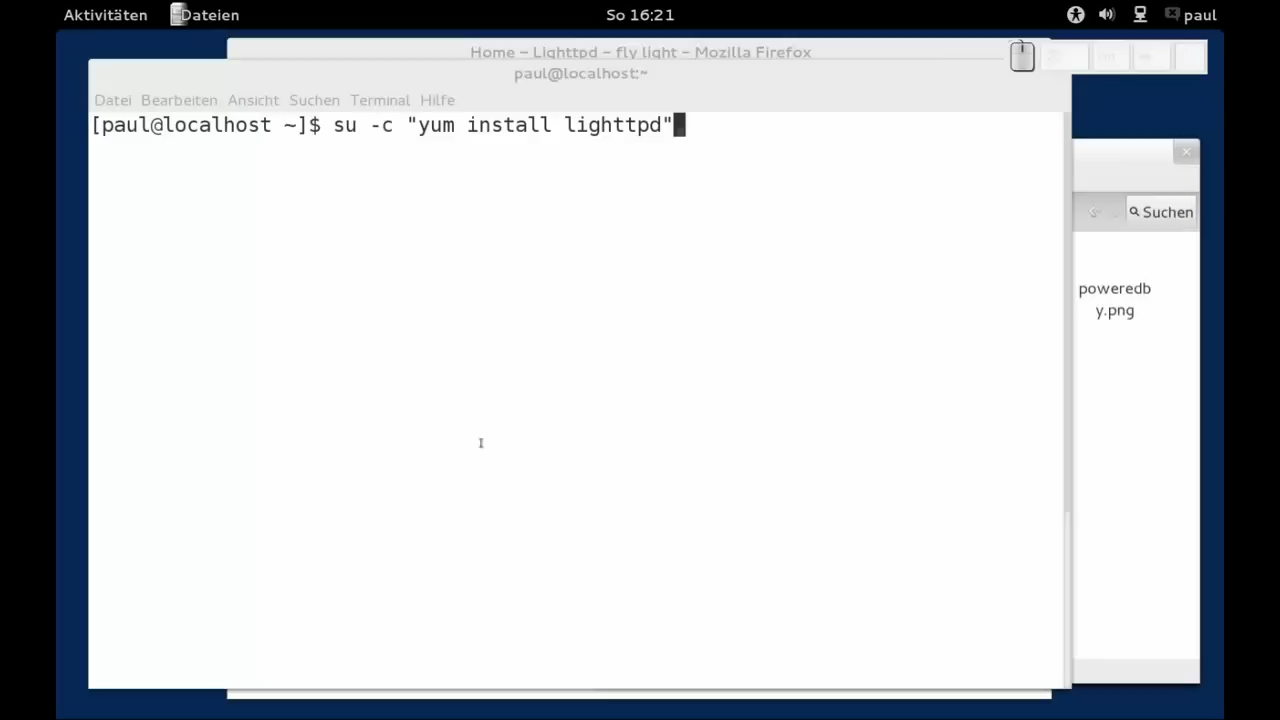 Aktivitäten Dateien So 16:21 paul
Home – Lighttpd – fly light – Mozilla Firefox
paul@localhost:~
Datei Bearbeiten Ansicht Suchen Terminal Hilfe
[paul@localhost ~]$ su -c "yum install lighttpd"
Suchen
poweredb
y.png